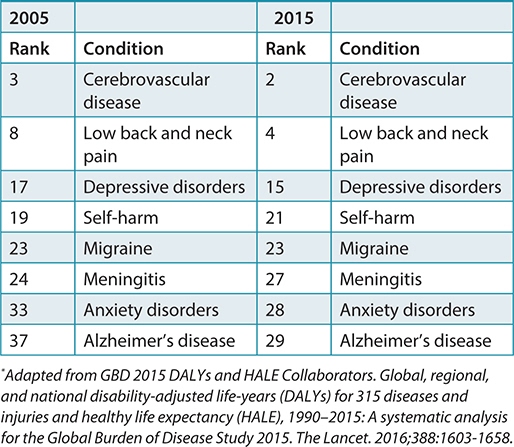 2005 2015
Rank Condition Rank Condition
3 Cerebrovascular disease 2 Cerebrovascular disease
8 Low back and neck pain 4 Low back and neck pain
17 Depressive disorders 15 Depressive disorders
19 Self-harm 21 Self-harm
23 Migraine 23 Migraine
24 Meningitis 27 Meningitis
33 Anxiety disorders 28 Anxiety disorders
37 Alzheimer’s disease 29 Alzheimer’s disease
*Adapted from GBD 2015 DALYs and HALE Collaborators. Global, regional,
and national disability-adjusted life-years (DALYs) for 315 diseases and
injuries and healthy life expectancy (HALE), 1990–2015: A systematic analysis
for the Global Burden of Disease Study 2015. The Lancet. 2016;388:1603-1658.